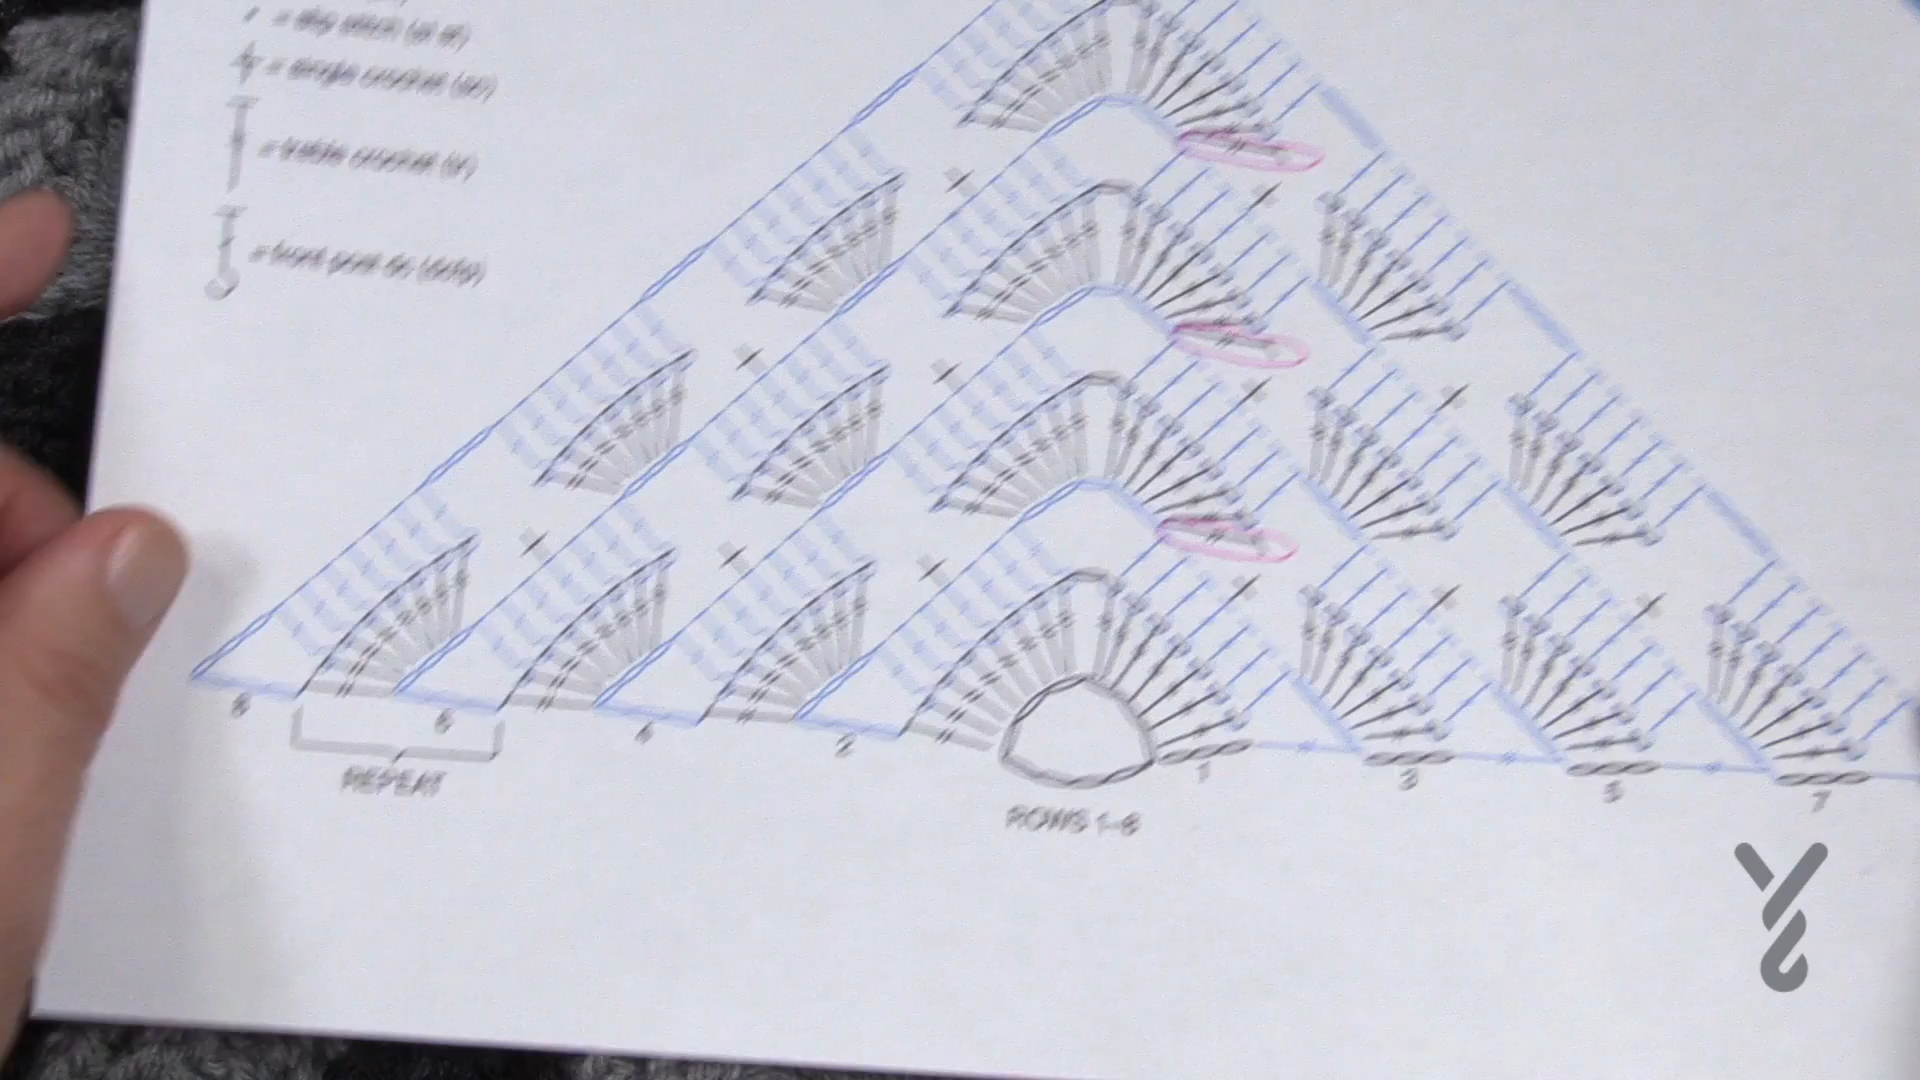 = slip stitch (sl st)
= single crochet (sc)
= treble crochet (tr)
= front post dc (dcfp)
8
6
4
2
1
3
5
7
REPEAT
ROWS 1-8